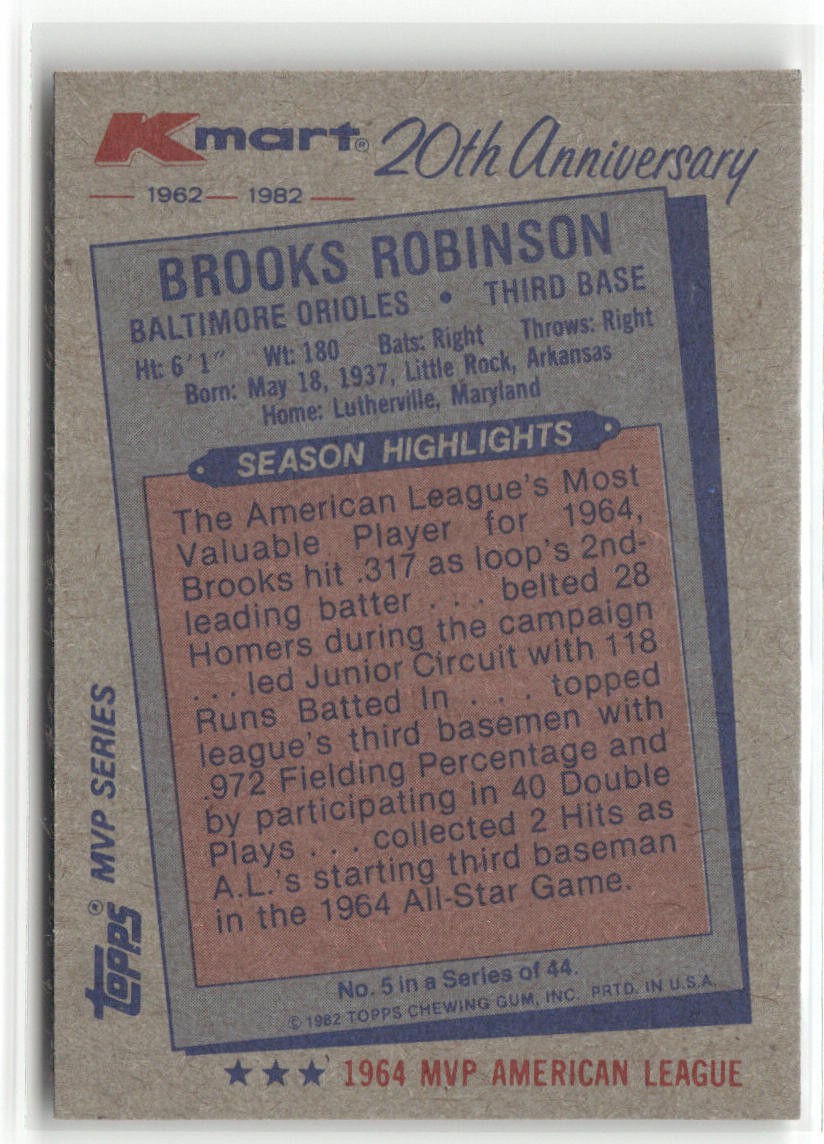 Kmart® 20th Anniversary
1962 — 1982
BROOKS ROBINSON
BALTIMORE ORIOLES • THIRD BASE
Ht: 6'1" Wt: 180 Bats: Right Throws: Right
Born: May 18, 1937, Little Rock, Arkansas
Home: Lutherville, Maryland
SEASON HIGHLIGHTS
The American League's Most
Valuable Player for 1964,
Brooks hit .317 as loop's 2nd-
leading batter . . . belted 28
Homers during the campaign
. . . led Junior Circuit with 118
Runs Batted In . . . topped
league's third basemen with
.972 Fielding Percentage and
by participating in 40 Double
Plays . . . collected 2 Hits as
A.L.'s starting third baseman
in the 1964 All-Star Game.
No. 5 in a Series of 44.
© 1982 TOPPS CHEWING GUM, INC. PRTD. IN U.S.A.
topps® MVP SERIES
★★★ 1964 MVP AMERICAN LEAGUE